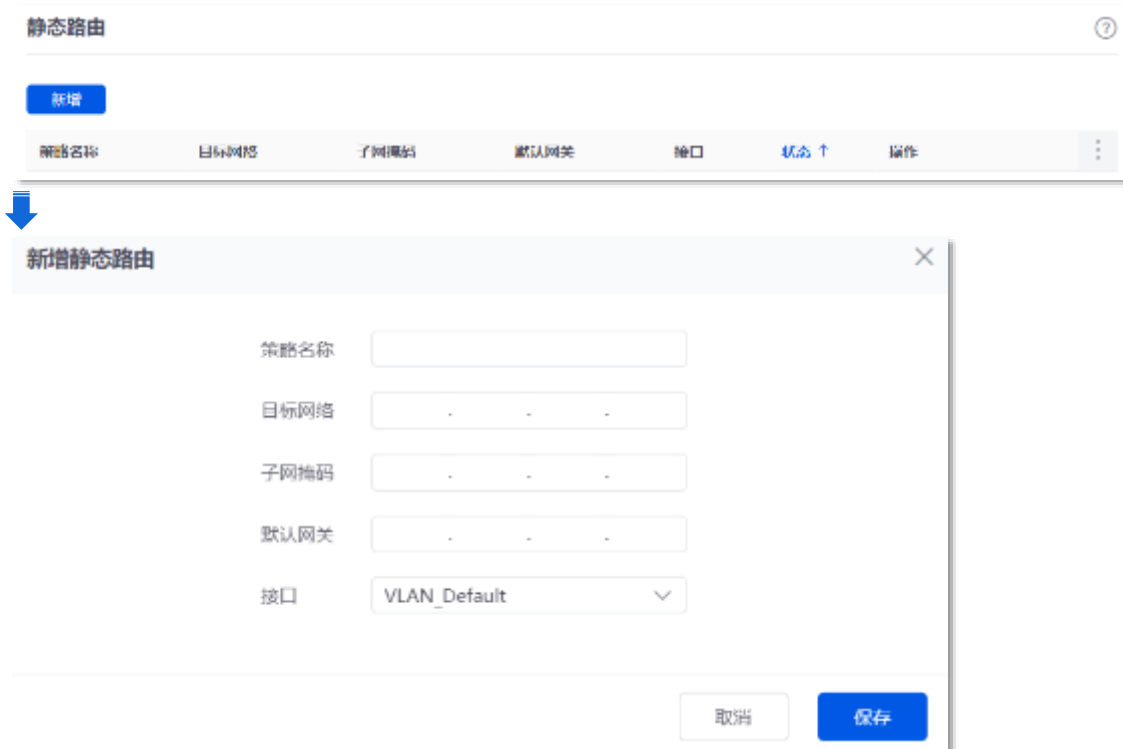 静态路由
新增
策略名称 目标网络 子网掩码 默认网关 接口 状态 操作
新增静态路由
策略名称
目标网络
子网掩码
默认网关
接口 VLAN_Default
取消 保存